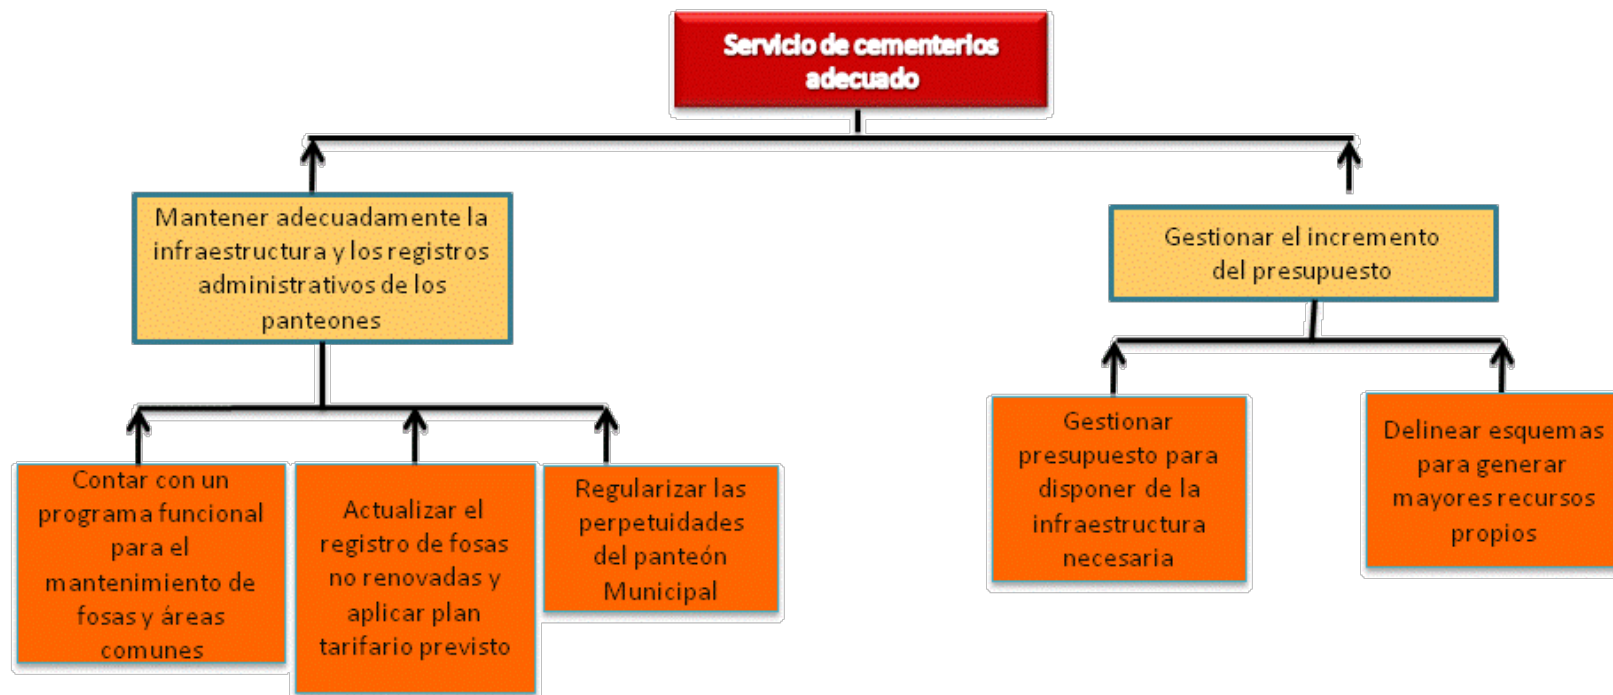 Servicio de cementerios
adecuado
Mantener adecuadamente la
infraestructura y los registros
administrativos de los
panteones
Gestionar el incremento
del presupuesto
Contar con un
programa funcional
para el
mantenimiento de
fosas y áreas
comunes
Actualizar el
registro de fosas
no renovadas y
aplicar plan
tarifario previsto
Regularizar las
perpetuidades
del panteón
Municipal
Gestionar
presupuesto para
disponer de la
infraestructura
necesaria
Delinear esquemas
para generar
mayores recursos
propios